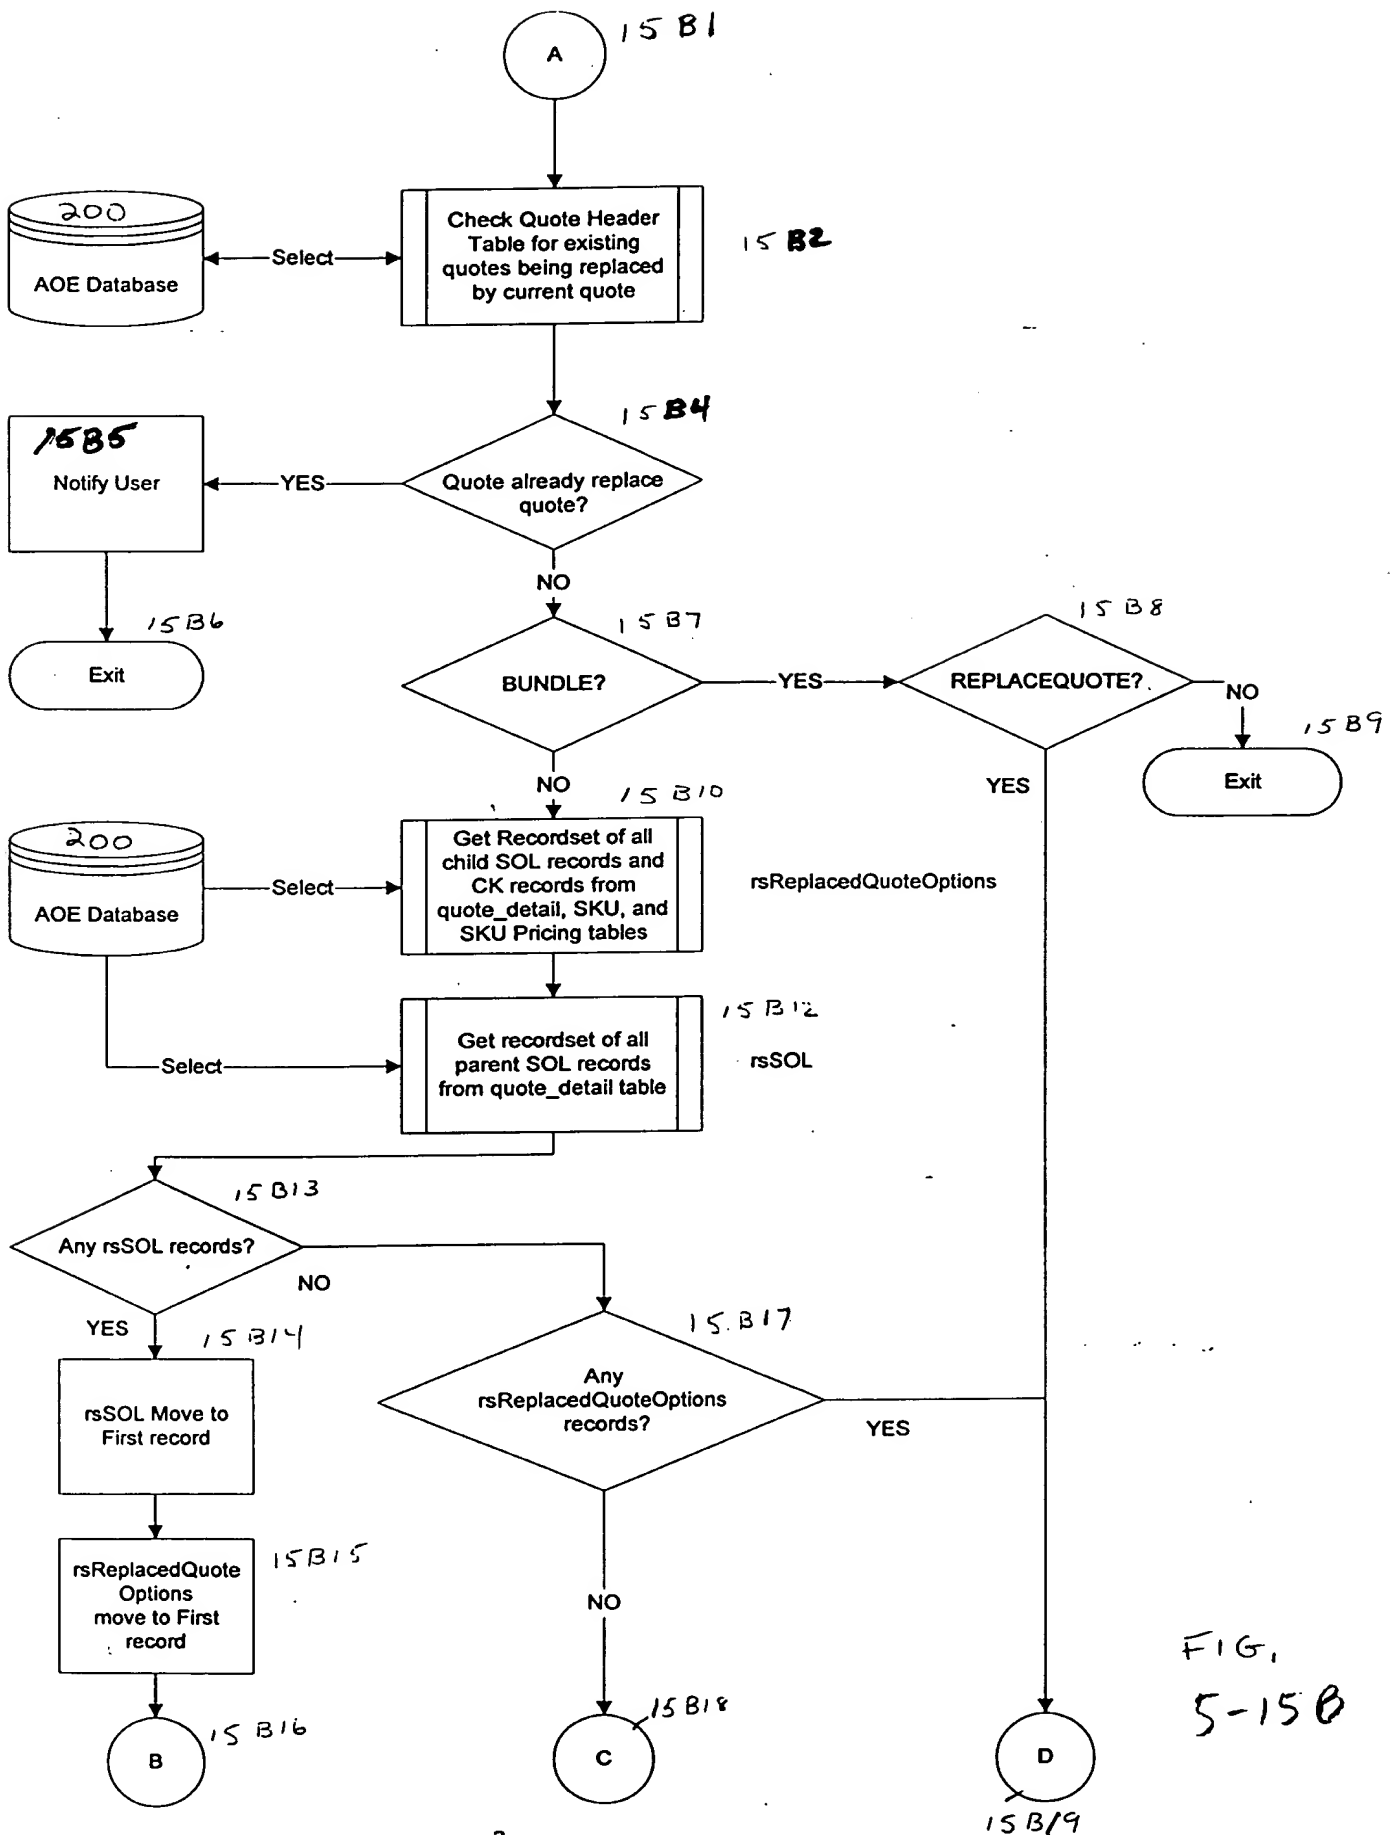 15 B1
A
200
AOE Database
Select
Check Quote Header
Table for existing
quotes being replaced
by current quote
15 B2
15 B4
15B5
Notify User
YES
Quote already replace
quote?
NO
15B6
Exit
15 B7
BUNDLE?
YES
15 B8
REPLACEQUOTE?
NO
15 B9
Exit
YES
NO
15 B10
200
AOE Database
Select
Get Recordset of all
child SOL records and
CK records from
quote_detail, SKU, and
SKU Pricing tables
rsReplacedQuoteOptions
15 B12
Select
Get recordset of all
parent SOL records
from quote_detail table
rsSOL
15 B13
Any rsSOL records?
NO
YES
15 B14
rsSOL Move to
First record
15. B17
Any
rsReplacedQuoteOptions
records?
YES
15B15
rsReplacedQuote
Options
move to First
record
NO
15 B16
B
15 B18
C
D
15 B19
FIG.
5-15B